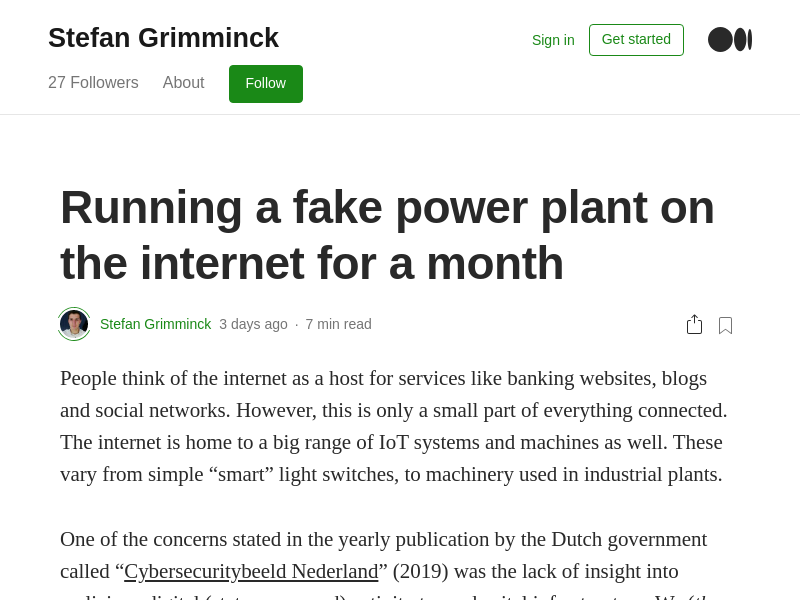 Stefan Grimminck
Sign in
Get started
27 Followers
About
Follow
Running a fake power plant on
the internet for a month
Stefan Grimminck 3 days ago · 7 min read
People think of the internet as a host for services like banking websites, blogs
and social networks. However, this is only a small part of everything connected.
The internet is home to a big range of IoT systems and machines as well. These
vary from simple “smart” light switches, to machinery used in industrial plants.
One of the concerns stated in the yearly publication by the Dutch government
called “Cybersecuritybeeld Nederland” (2019) was the lack of insight into